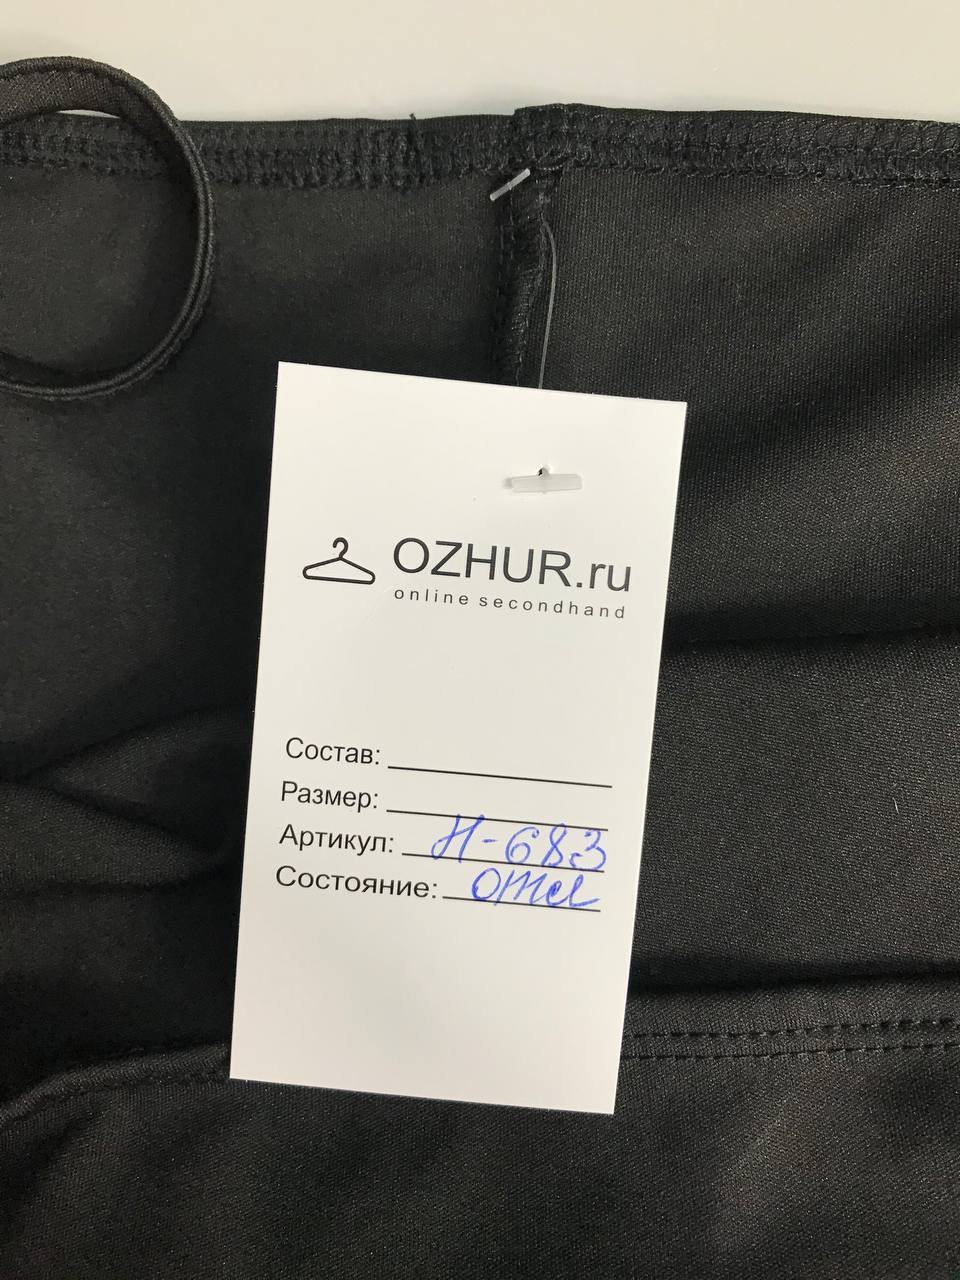 OZHUR.ru
online secondhand
Состав:
Размер:
Артикул: Н-683
Состояние: отл